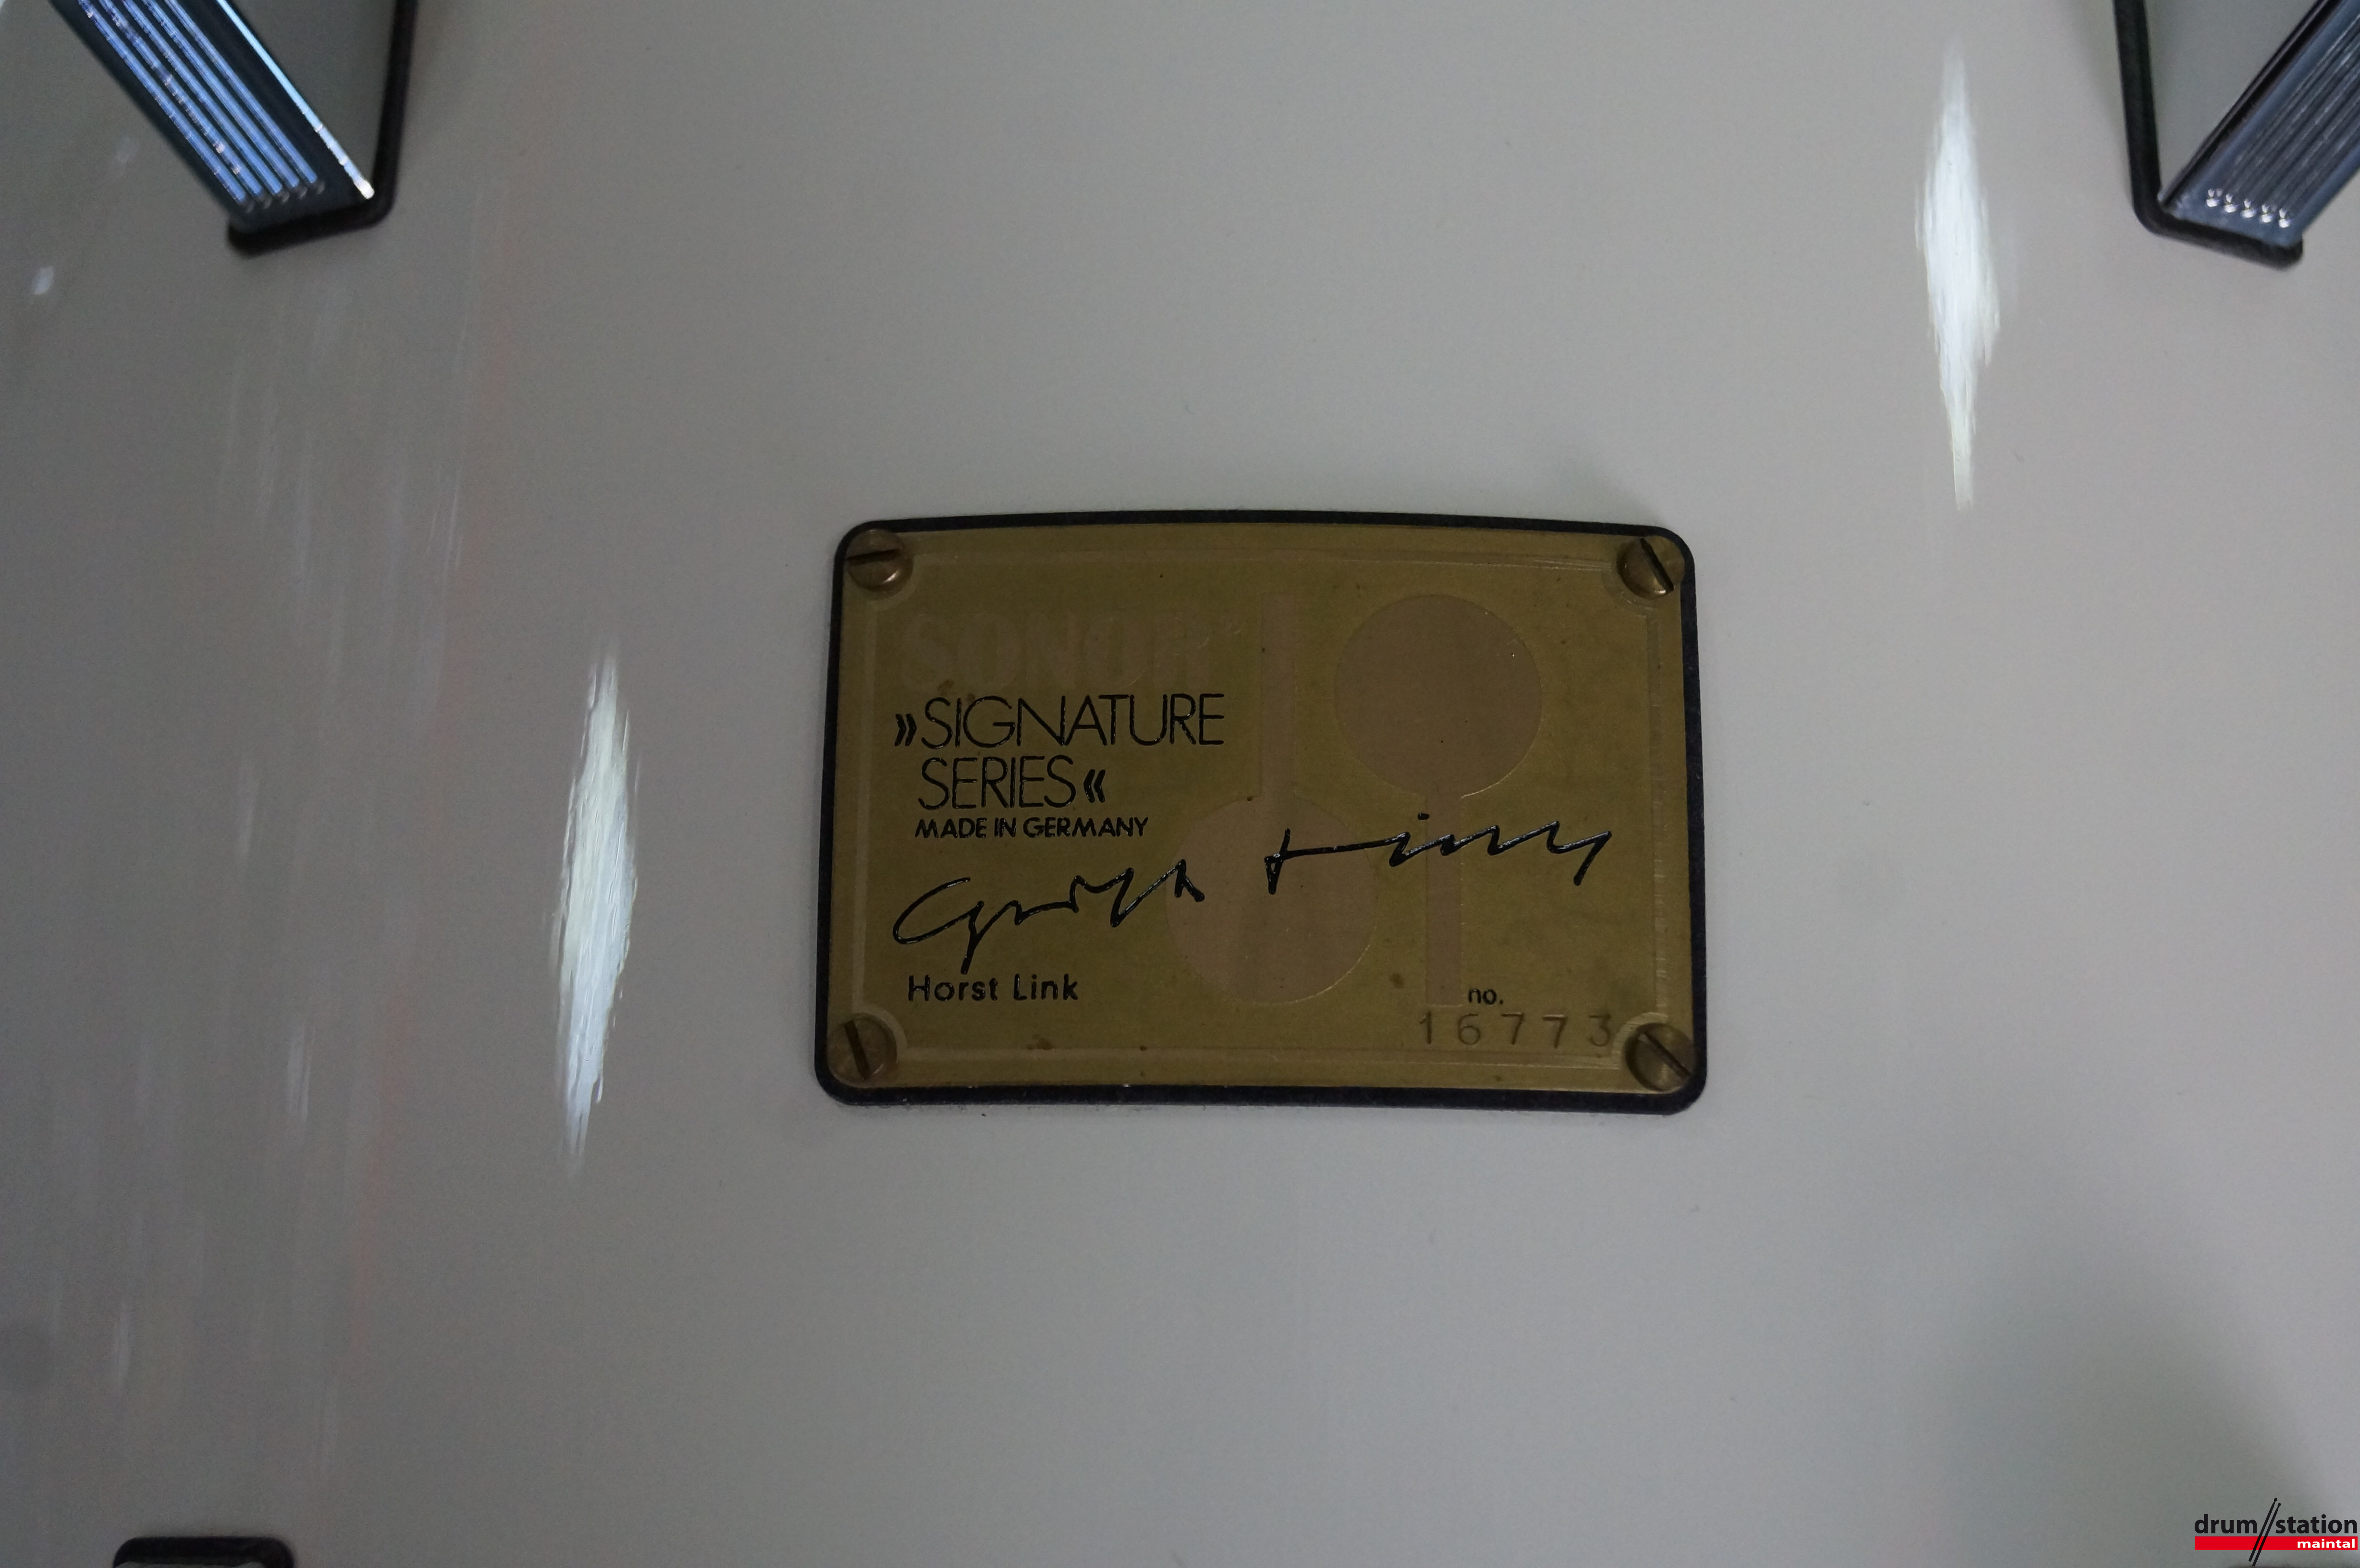 SONOR®
»SIGNATURE
SERIES«
MADE IN GERMANY
Horst Link
no.
16773
drum//station
maintal